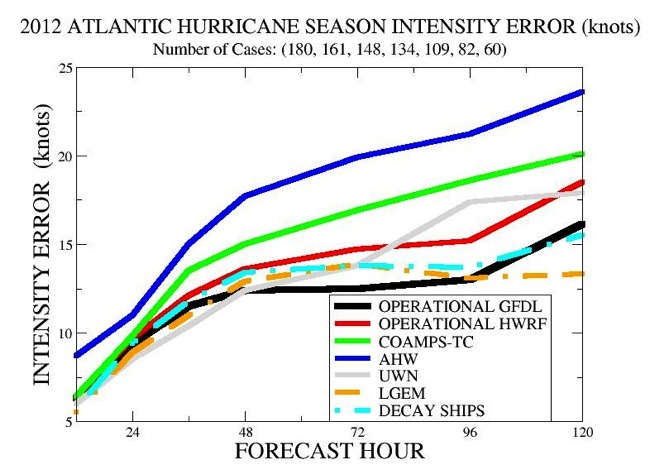 2012 ATLANTIC HURRICANE SEASON INTENSITY ERROR (knots)
Number of Cases: (180, 161, 148, 134, 109, 82, 60)
25
20
15
10
5
INTENSITY ERROR (knots)
OPERATIONAL GFDL
OPERATIONAL HWRF
COAMPS-TC
AHW
UWN
LGEM
DECAY SHIPS
24 48 72 96 120
FORECAST HOUR